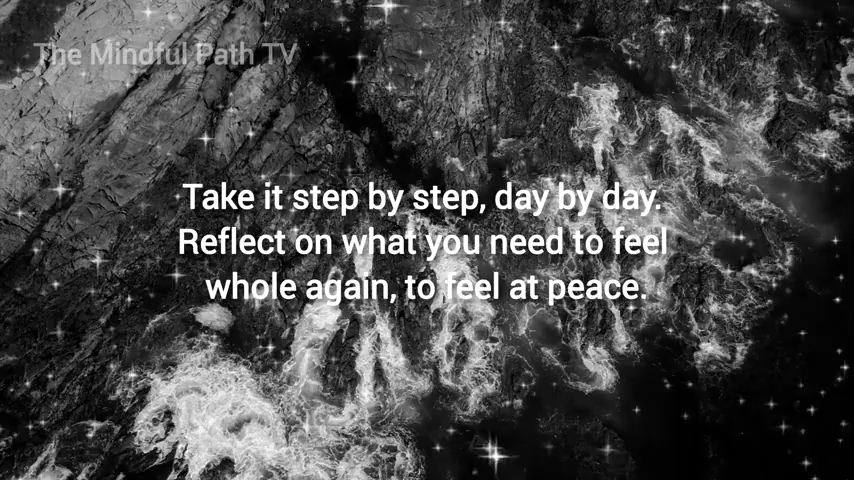 The Mindful Path TV
Take it step by step, day by day.
Reflect on what you need to feel
whole again, to feel at peace.